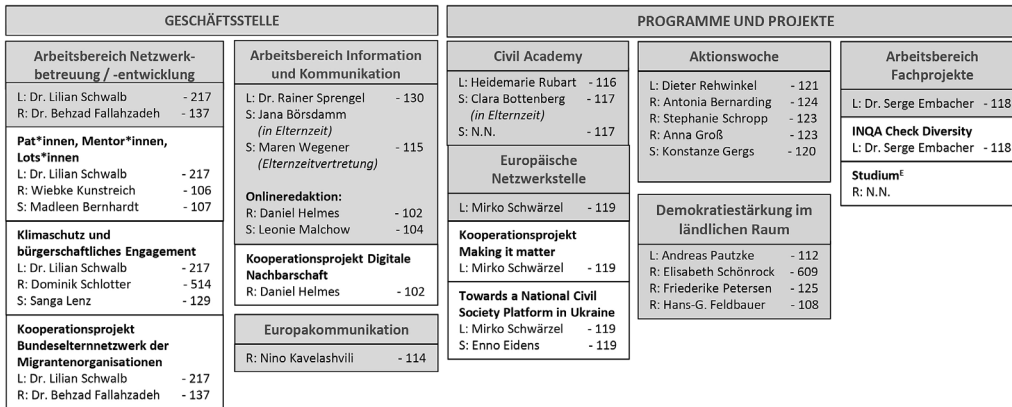 GESCHÄFTSSTELLE
Arbeitsbereich Netzwerk-
betreuung / -entwicklung
L: Dr. Lilian Schwalb - 217
R: Dr. Behzad Fallahzadeh - 137
Pat*innen, Mentor*innen,
Lots*innen
L: Dr. Lilian Schwalb - 217
R: Wiebke Kunstreich - 106
S: Madleen Bernhardt - 107
Klimaschutz und
bürgerschaftliches Engagement
L: Dr. Lilian Schwalb - 217
R: Dominik Schlotter - 514
S: Sanga Lenz - 129
Kooperationsprojekt
Bundeselternnetzwerk der
Migrantenorganisationen
L: Dr. Lilian Schwalb - 217
R: Dr. Behzad Fallahzadeh - 137
Arbeitsbereich Information
und Kommunikation
L: Dr. Rainer Sprengel - 130
S: Jana Börsdamm
(in Elternzeit)
S: Maren Wegener - 115
(Elternzeitvertretung)
Onlineredaktion:
R: Daniel Helmes - 102
S: Leonie Malchow - 104
Kooperationsprojekt Digitale
Nachbarschaft
R: Daniel Helmes - 102
Europakommunikation
R: Nino Kavelashvili - 114
PROGRAMME UND PROJEKTE
Civil Academy
L: Heidemarie Rubart - 116
S: Clara Bottenberg - 117
(in Elternzeit)
S: N.N. - 117
Europäische
Netzwerkstelle
L: Mirko Schwärzel - 119
Kooperationsprojekt
Making it matter
L: Mirko Schwärzel - 119
Towards a National Civil
Society Platform in Ukraine
L: Mirko Schwärzel - 119
S: Enno Eidens - 119
Aktionswoche
L: Dieter Rehwinkel - 121
R: Antonia Bernarding - 124
R: Stephanie Schropp - 123
R: Anna Groß - 123
S: Konstanze Gergs - 120
Demokratiestärkung im
ländlichen Raum
L: Andreas Pautzke - 112
R: Elisabeth Schönrock - 609
R: Friederike Petersen - 125
R: Hans-G. Feldbauer - 108
Arbeitsbereich
Fachprojekte
L: Dr. Serge Embacher - 118
INQA Check Diversity
L: Dr. Serge Embacher - 118
Studiumᴱ
R: N.N.